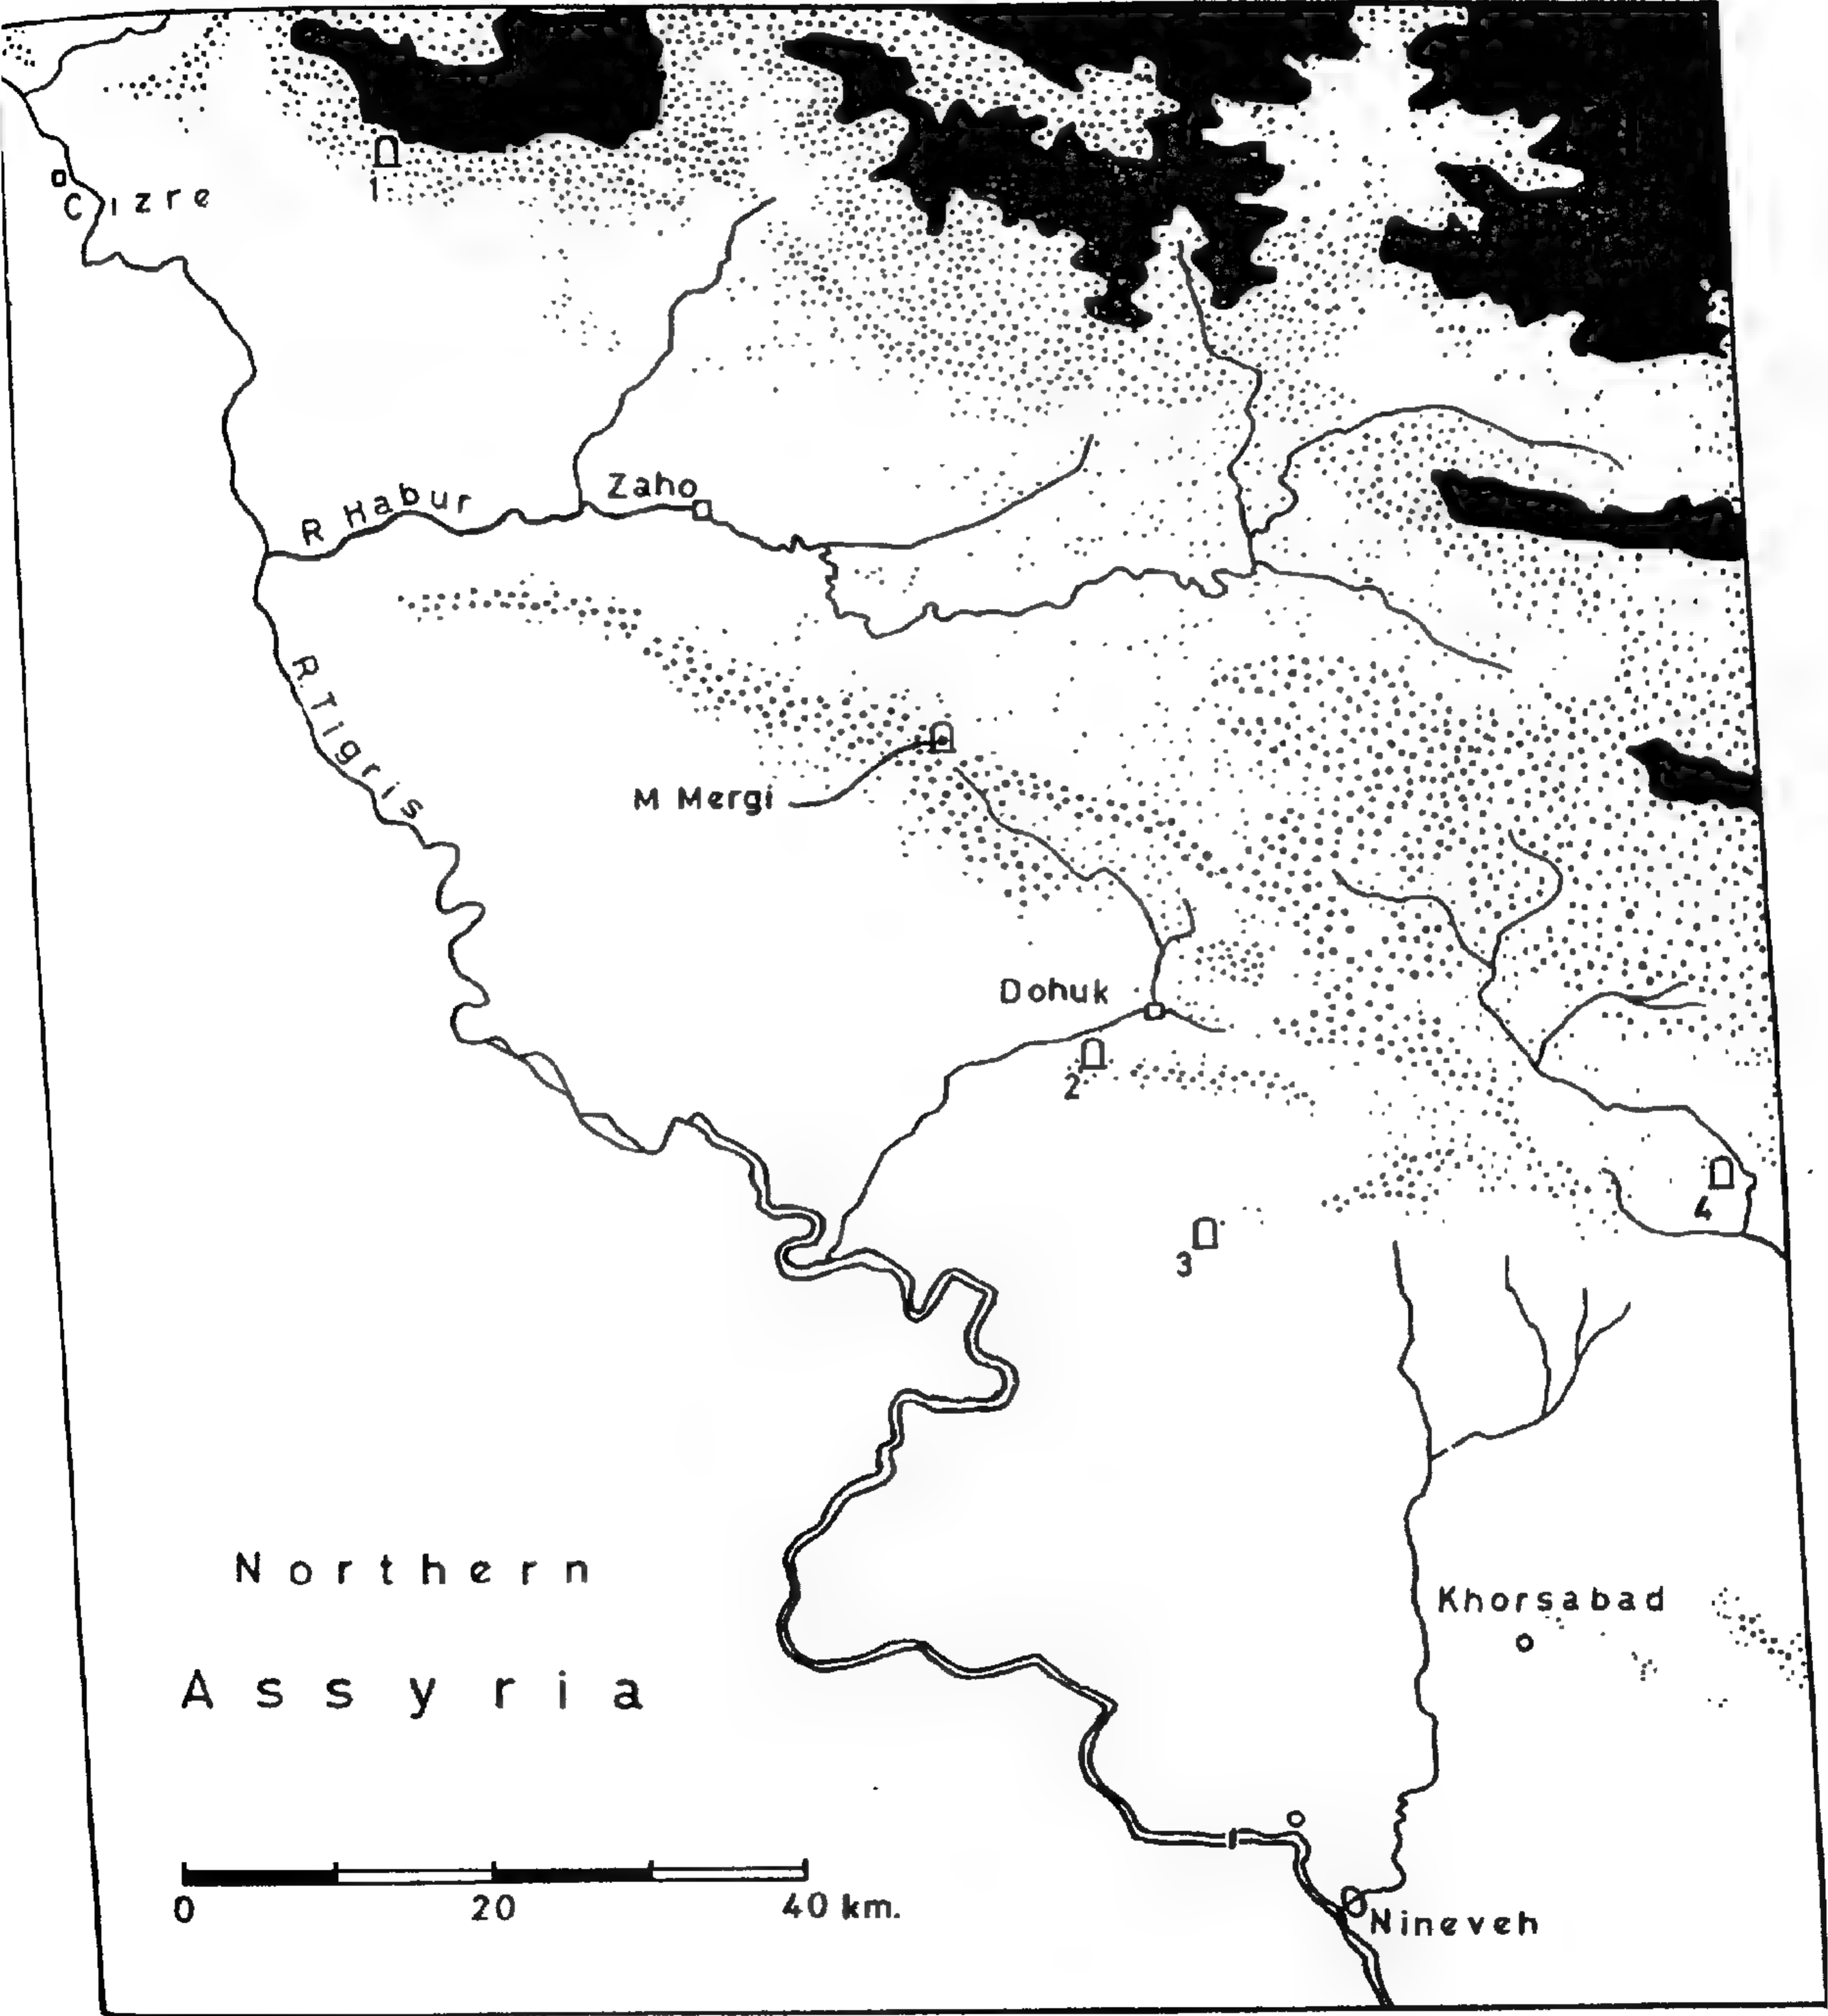 1
Cizre
Zaho
R Habur
R. Tigris
M Mergi
Dohuk
2
4
3
Northern
Assyria
Khorsabad
0 20 40 km.
Nineveh